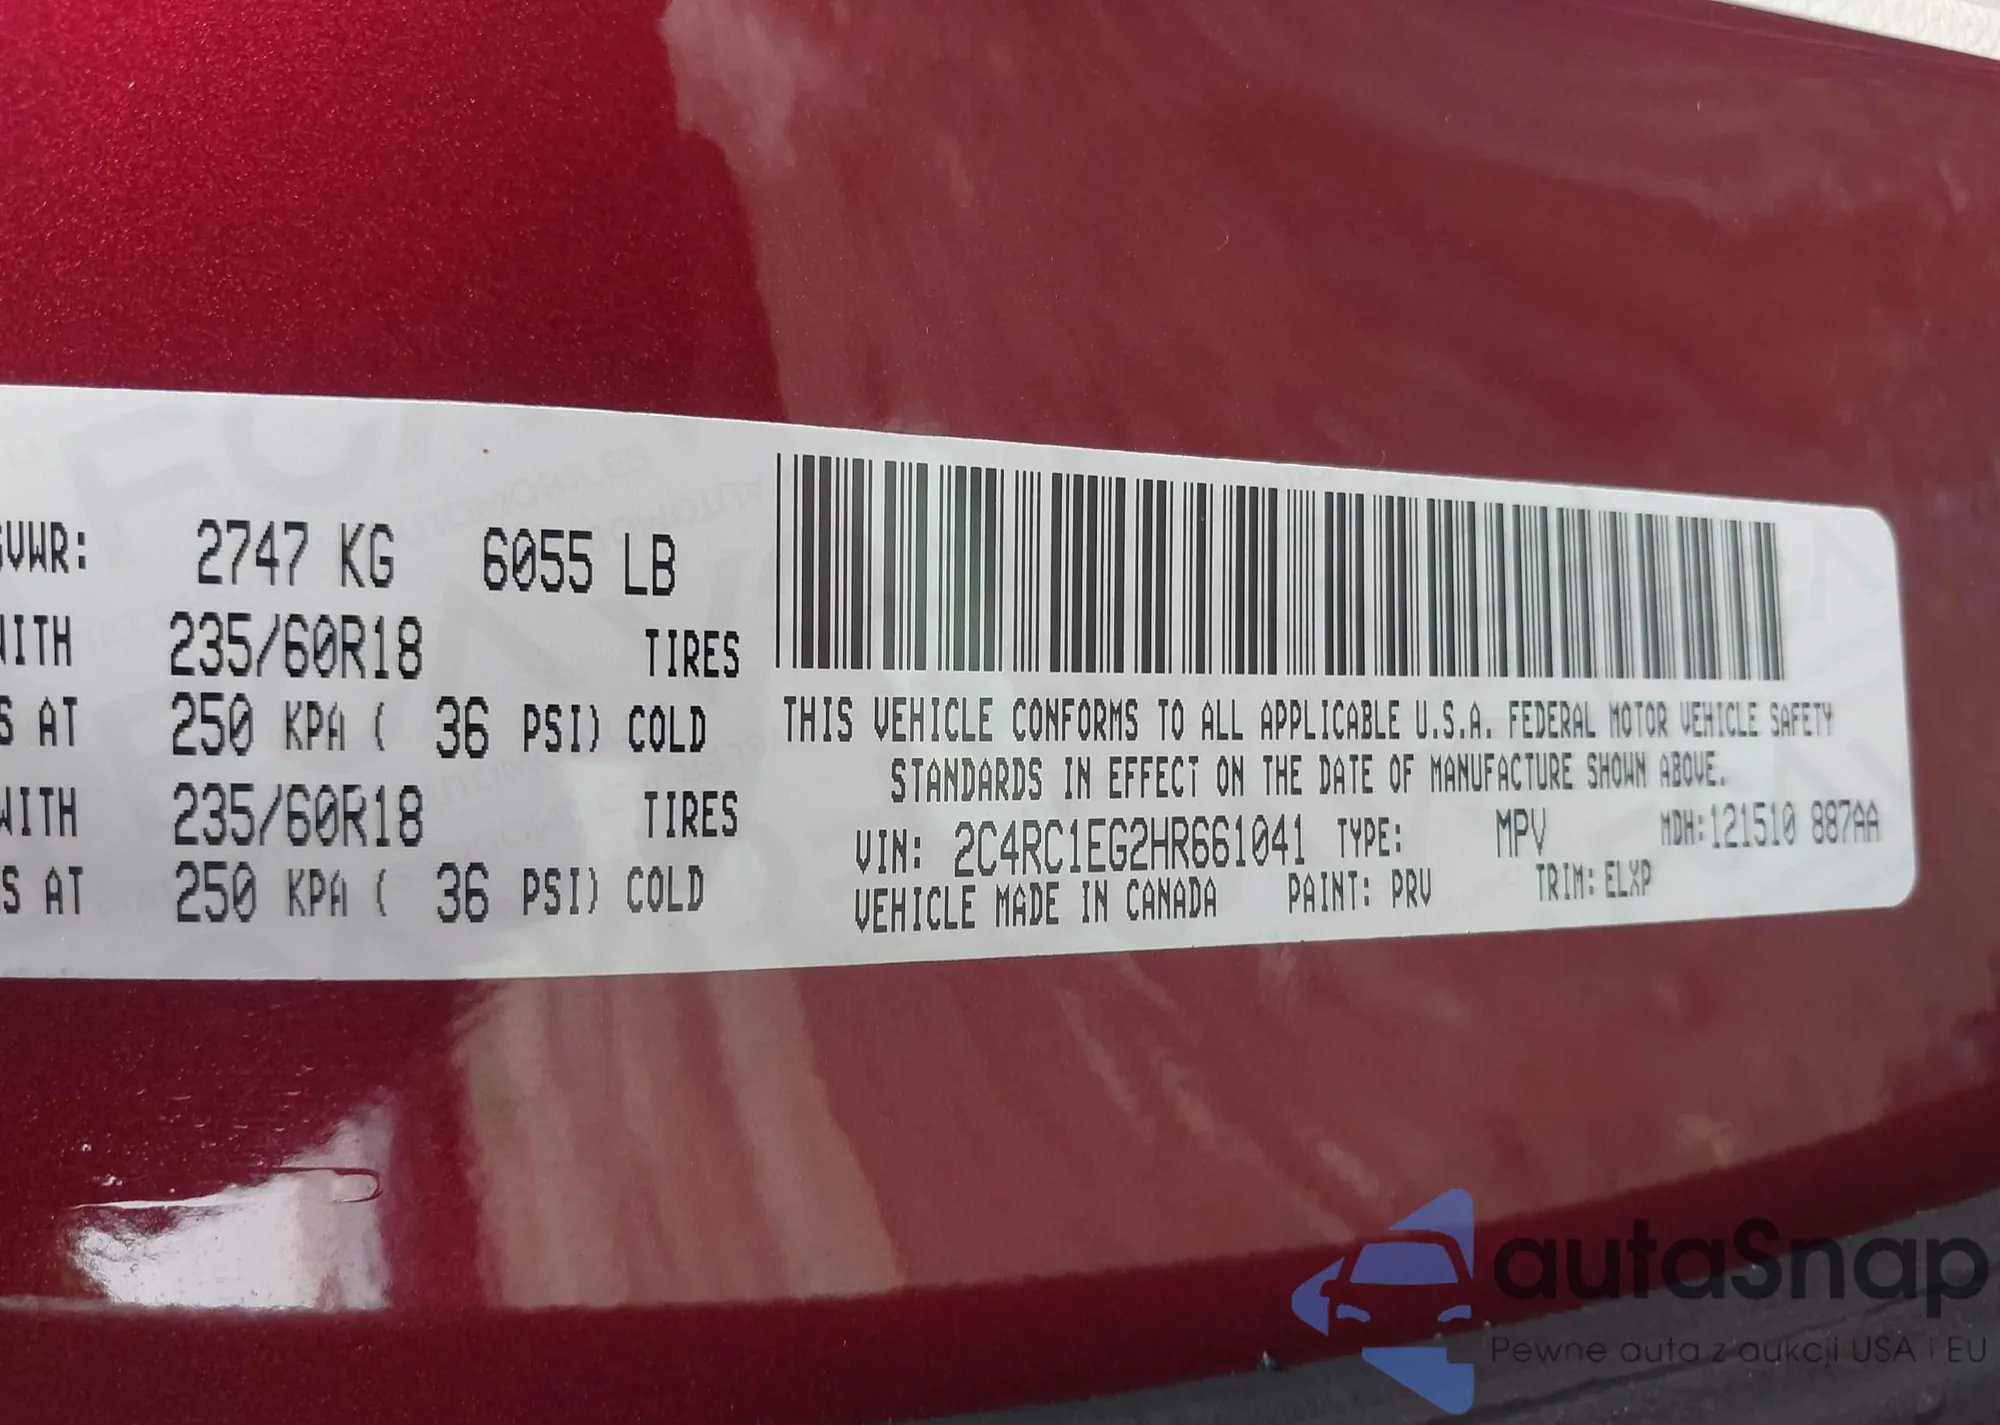 GVWR: 2747 KG 6055 LB
WITH 235/60R18 TIRES
S AT 250 KPA ( 36 PSI) COLD
WITH 235/60R18 TIRES
S AT 250 KPA ( 36 PSI) COLD
THIS VEHICLE CONFORMS TO ALL APPLICABLE U.S.A. FEDERAL MOTOR VEHICLE SAFETY
STANDARDS IN EFFECT ON THE DATE OF MANUFACTURE SHOWN ABOVE.
VIN: 2C4RC1EG2HR661041 TYPE: MPV MDH:121510 887AA
VEHICLE MADE IN CANADA PAINT: PRV TRIM: ELXP
autaSnap
Pewne auta z aukcji USA i EU